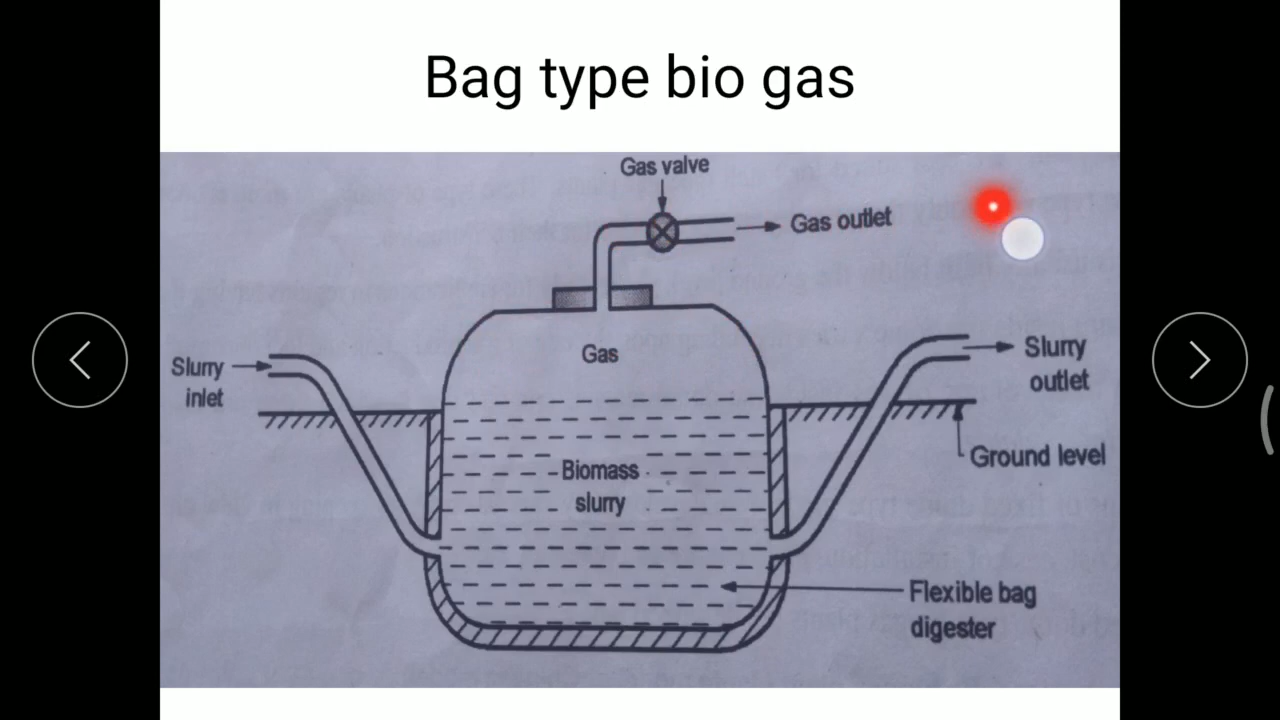 Bag type bio gas
Gas valve
Gas outlet
Gas
Slurry
inlet
Slurry
outlet
Ground level
Biomass
slurry
Flexible bag
digester